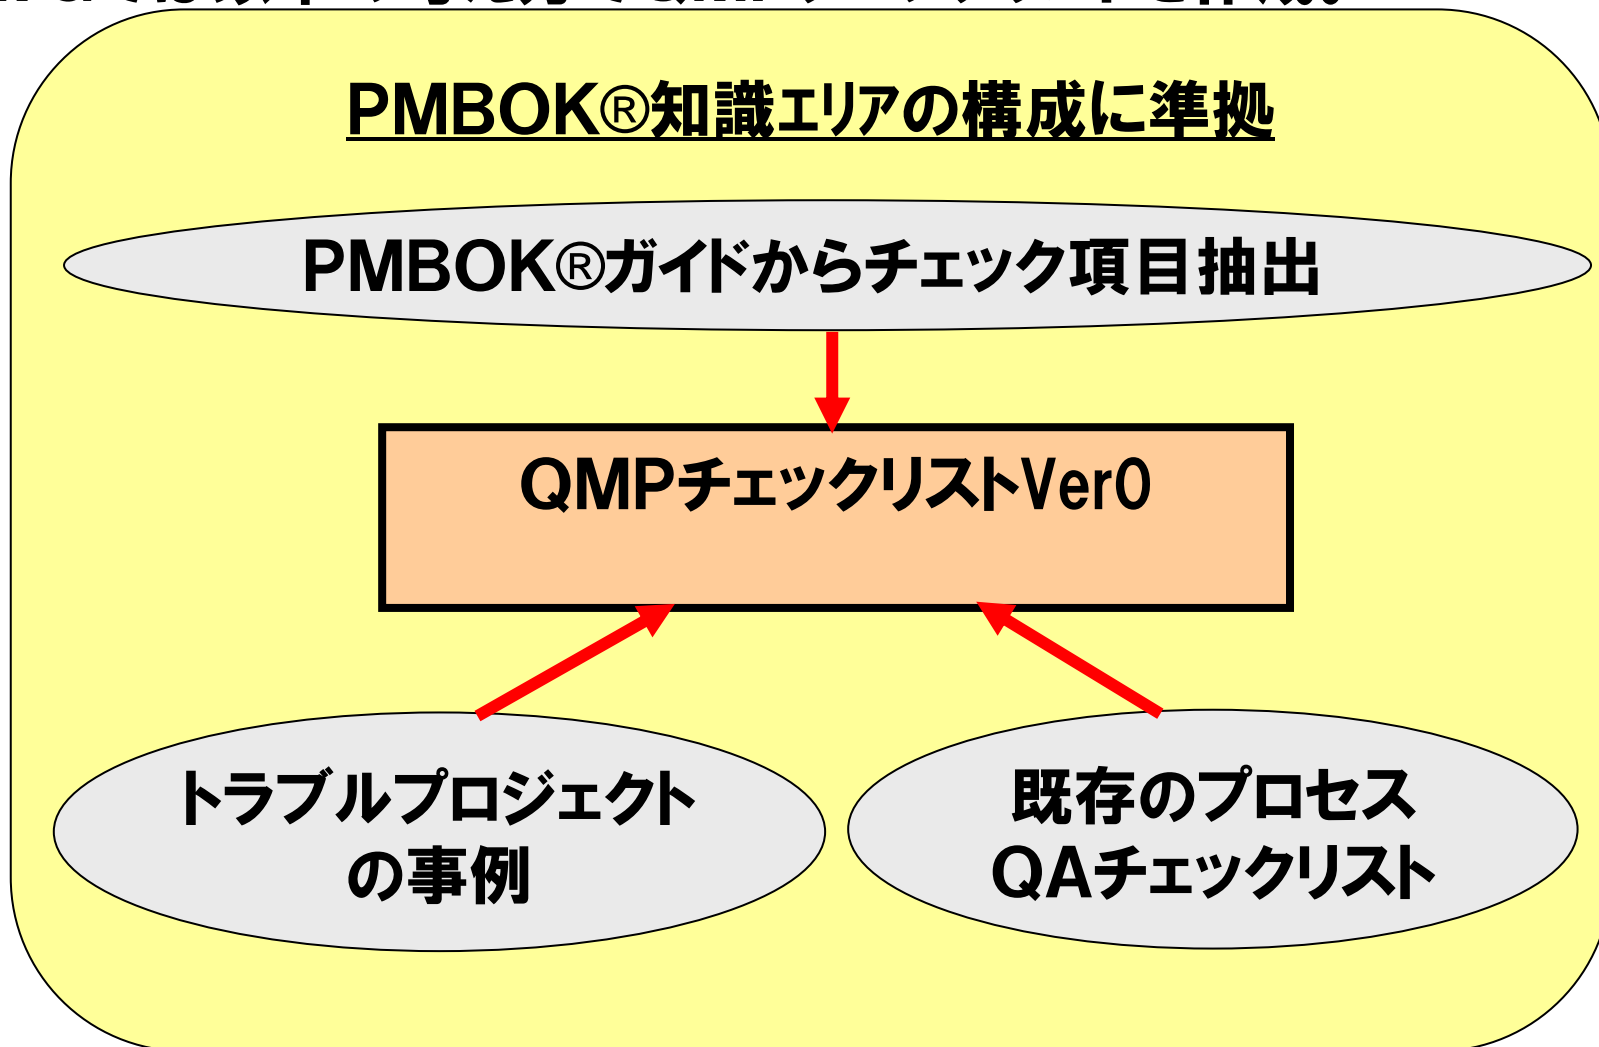 PMBOK®知識エリアの構成に準拠
PMBOK®ガイドからチェック項目抽出
QMPチェックリストVer0
トラブルプロジェクト
の事例
既存のプロセス
QAチェックリスト